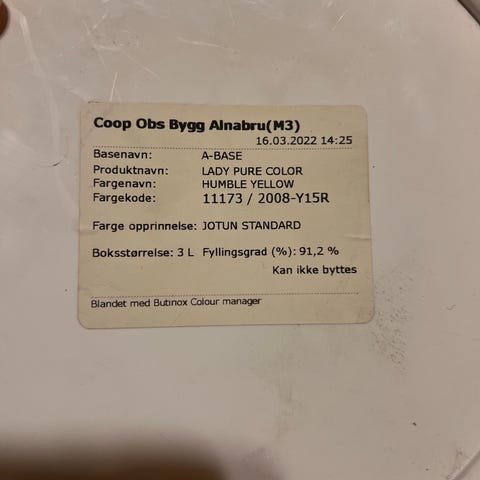 Coop Obs Bygg Alnabru(M3)
16.03.2022 14:25
Basenavn: A-BASE
Produktnavn: LADY PURE COLOR
Fargenavn: HUMBLE YELLOW
Fargekode: 11173 / 2008-Y15R
Farge opprinnelse: JOTUN STANDARD
Boksstørrelse: 3 L Fyllingsgrad (%): 91,2 %
Kan ikke byttes
Blandet med Butinox Colour manager